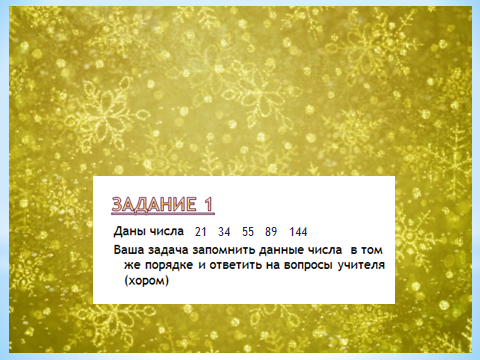 ЗАДАНИЕ 1
Даны числа 21 34 55 89 144
Ваша задача запомнить данные числа в том
же порядке и ответить на вопросы учителя
(хором)